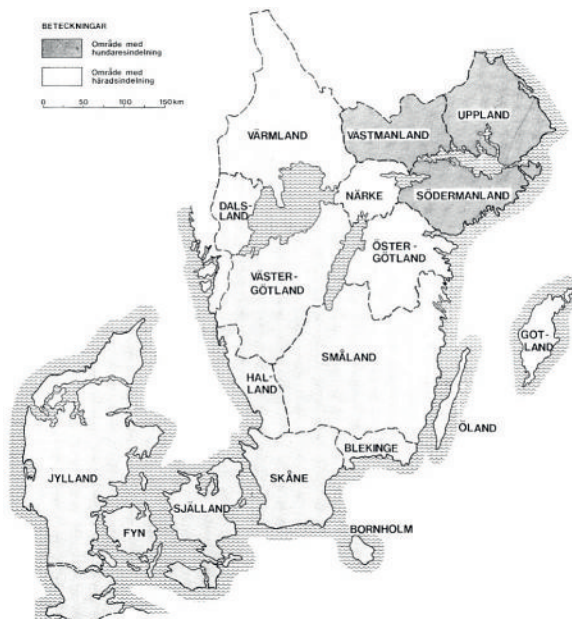 BETECKNINGAR
Område med
hundaresindelning
Område med
häradsindelning
0 50 100 150 km
VÄRMLAND
VÄSTMANLAND
UPPLAND
DALS-
LAND
NÄRKE
SÖDERMANLAND
VÄSTER-
GÖTLAND
ÖSTER-
GÖTLAND
GOT-
LAND
SMÅLAND
HAL-
LAND
ÖLAND
BLEKINGE
SKÅNE
JYLLAND
SJÄLLAND
FYN
BORNHOLM